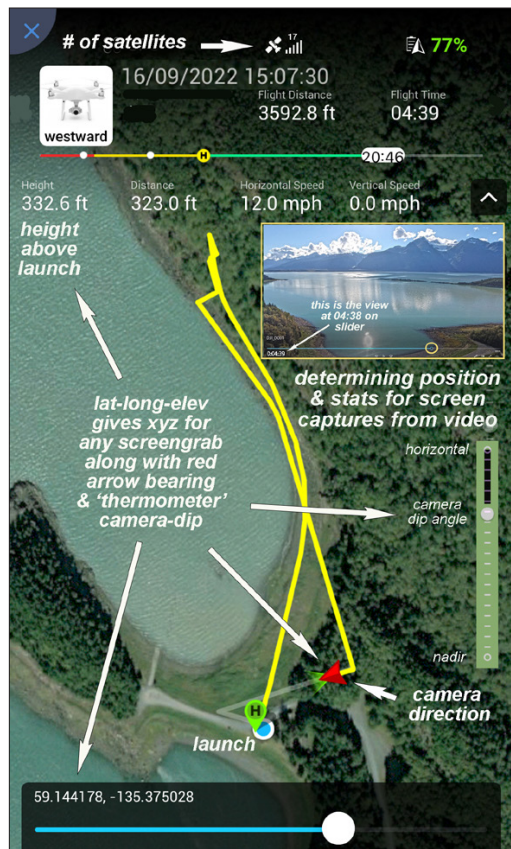 # of satellites
17
77%
16/09/2022 15:07:30
Flight Distance
3592.8 ft
Flight Time
04:39
westward
H
20:46
Height
332.6 ft
Distance
323.0 ft
Horizontal Speed
12.0 mph
Vertical Speed
0.0 mph
height
above
launch
this is the view
at 04:38 on
slider
0:04:39
determining position
& stats for screen
captures from video
lat-long-elev
gives xyz for
any screengrab
along with red
arrow bearing
& ‘thermometer’
camera-dip
horizontal
camera
dip angle
nadir
camera
direction
H
launch
59.144178, -135.375028